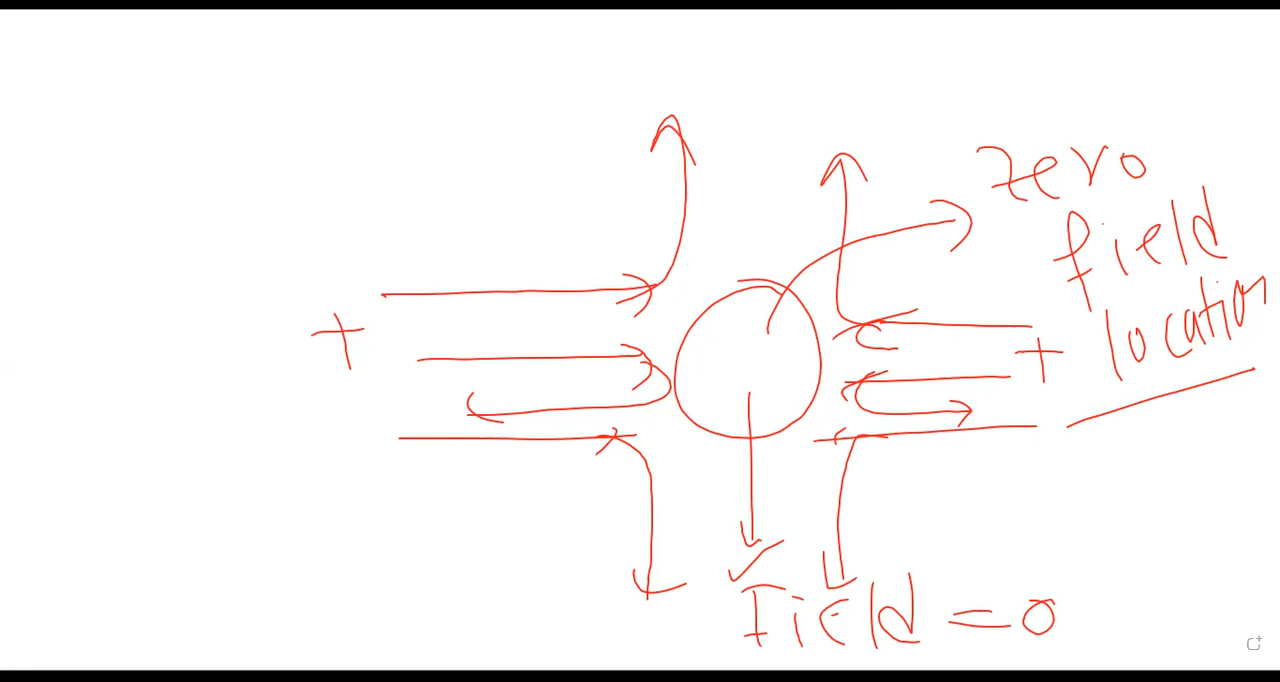 zero
field
location
+
+
Field = 0